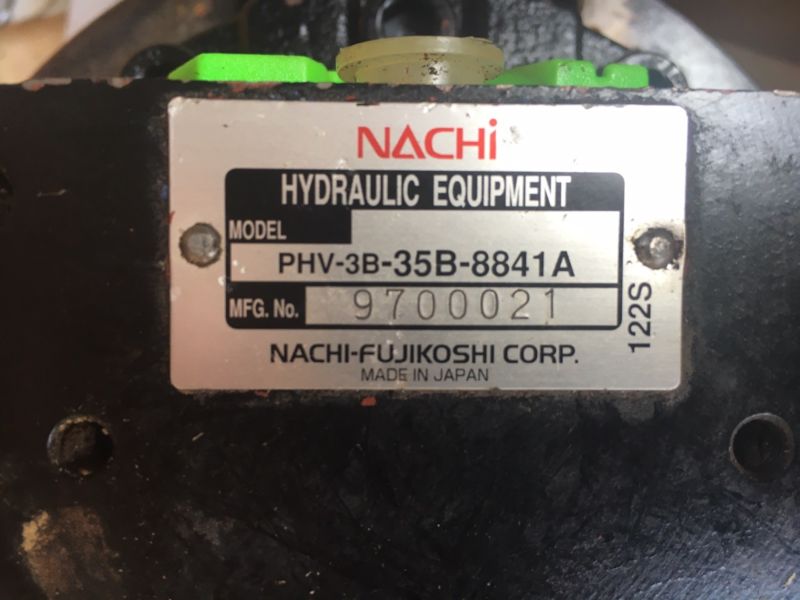 NACHi
HYDRAULIC EQUIPMENT
MODEL
PHV-3B-35B-8841A
MFG. No. 9700021
122S
NACHI-FUJIKOSHI CORP.
MADE IN JAPAN